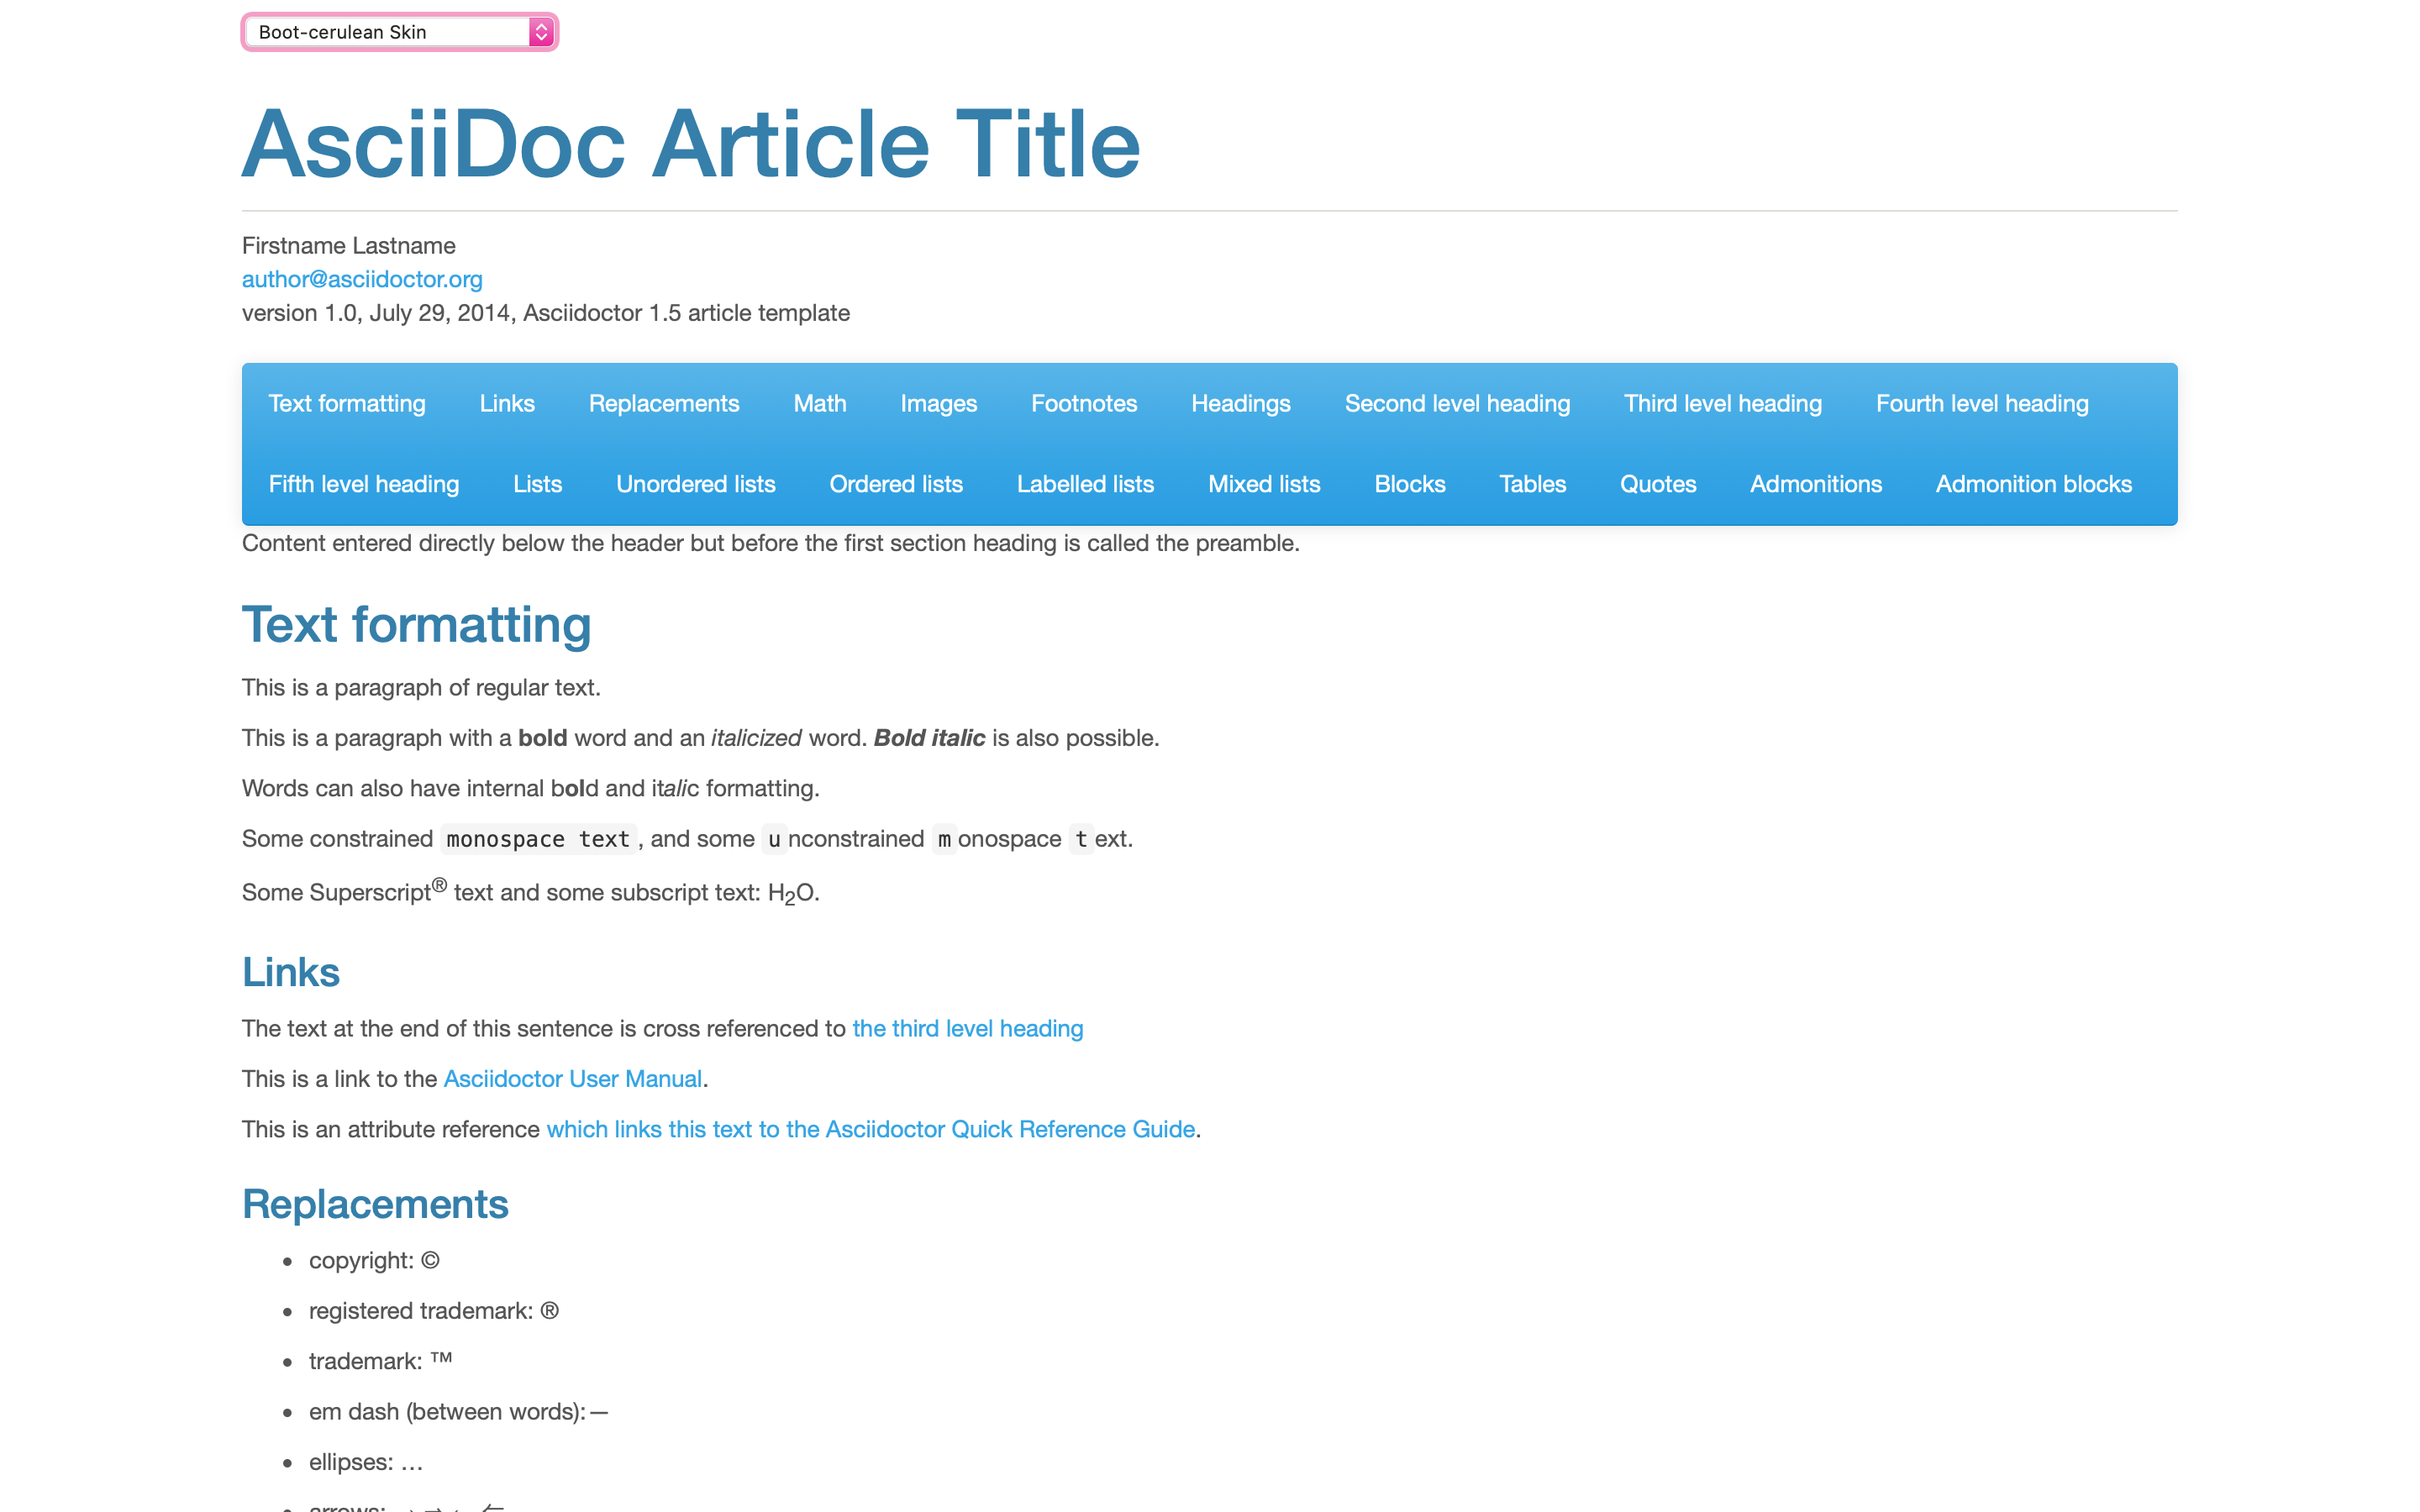 Boot-cerulean Skin
AsciiDoc Article Title
Firstname Lastname
author@asciidoctor.org
version 1.0, July 29, 2014, Asciidoctor 1.5 article template
Text formatting Links Replacements Math Images Footnotes Headings Second level heading Third level heading Fourth level heading
Fifth level heading Lists Unordered lists Ordered lists Labelled lists Mixed lists Blocks Tables Quotes Admonitions Admonition blocks
Content entered directly below the header but before the first section heading is called the preamble.
Text formatting
This is a paragraph of regular text.
This is a paragraph with a bold word and an italicized word. Bold italic is also possible.
Words can also have internal bold and italic formatting.
Some constrained monospace text, and some unconstrained monospace text.
Some Superscript® text and some subscript text: H₂O.
Links
The text at the end of this sentence is cross referenced to the third level heading
This is a link to the Asciidoctor User Manual.
This is an attribute reference which links this text to the Asciidoctor Quick Reference Guide.
Replacements
• copyright: ©
• registered trademark: ®
• trademark: ™
• em dash (between words): —
• ellipses: …
• arrows: